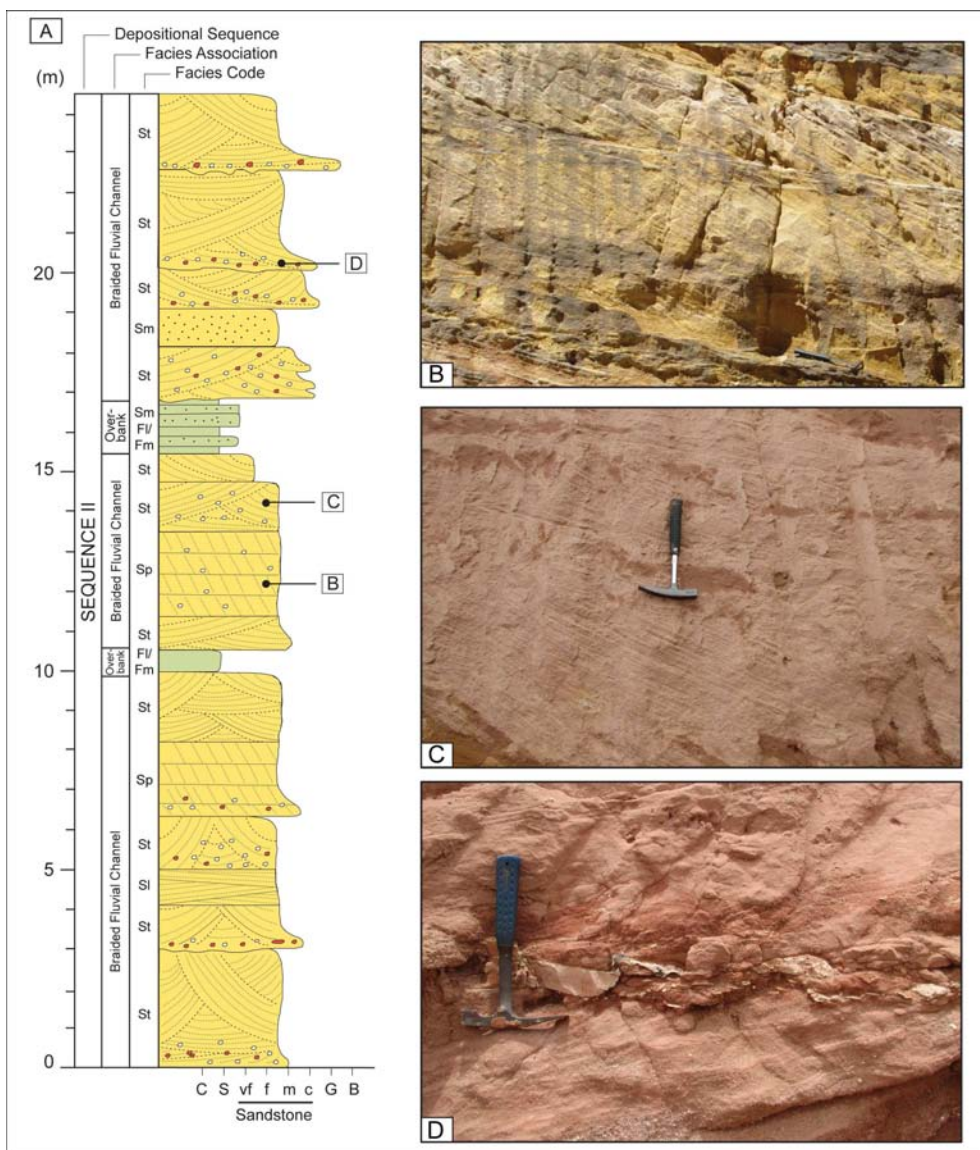 A
Depositional Sequence
Facies Association
Facies Code
(m)
20
15
10
5
0
SEQUENCE II
Braided Fluvial Channel
Over-
bank
Braided Fluvial Channel
Over-
bank
Braided Fluvial Channel
St
St
St
Sm
St
Sm
Fl/
Fm
St
St
Sp
St
Fl/
Fm
St
Sp
St
Sl
St
St
D
C
B
C S vf f m c G B
Sandstone
B
C
D